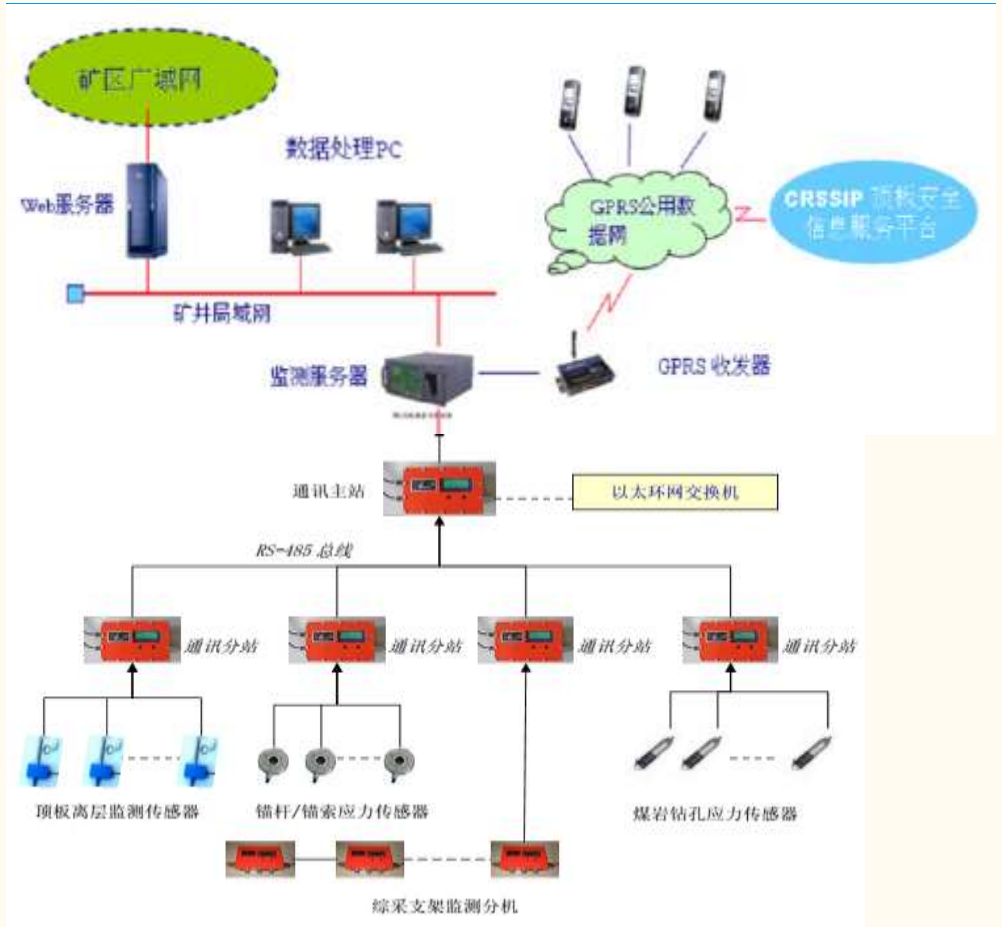 矿区广域网
数据处理PC
Web服务器
GPRS公用数
据网
CRSSIP 顶板安全
信息服务平台
矿井局域网
监测服务器
GPRS 收发器
通讯主站
以太环网交换机
RS-485 总线
通讯分站
通讯分站
通讯分站
通讯分站
顶板离层监测传感器
锚杆/锚索应力传感器
煤岩钻孔应力传感器
综采支架监测分机